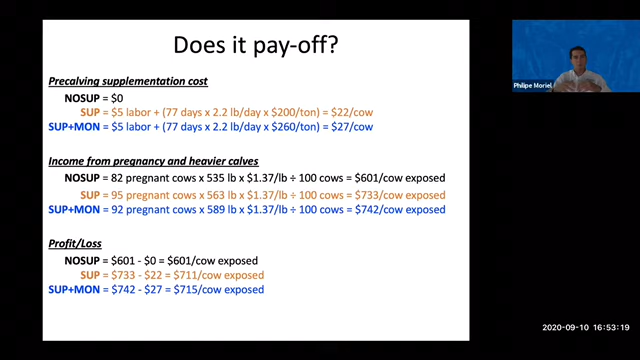 Does it pay-off?
Philipe Moriel
Precalving supplementation cost
NOSUP = $0
SUP = $5 labor + (77 days x 2.2 lb/day x $200/ton) = $22/cow
SUP+MON = $5 labor + (77 days x 2.2 lb/day x $260/ton) = $27/cow
Income from pregnancy and heavier calves
NOSUP = 82 pregnant cows x 535 lb x $1.37/lb ÷ 100 cows = $601/cow exposed
SUP = 95 pregnant cows x 563 lb x $1.37/lb ÷ 100 cows = $733/cow exposed
SUP+MON = 92 pregnant cows x 589 lb x $1.37/lb ÷ 100 cows = $742/cow exposed
Profit/Loss
NOSUP = $601 - $0 = $601/cow exposed
SUP = $733 - $22 = $711/cow exposed
SUP+MON = $742 - $27 = $715/cow exposed
2020-09-10 16:53:19